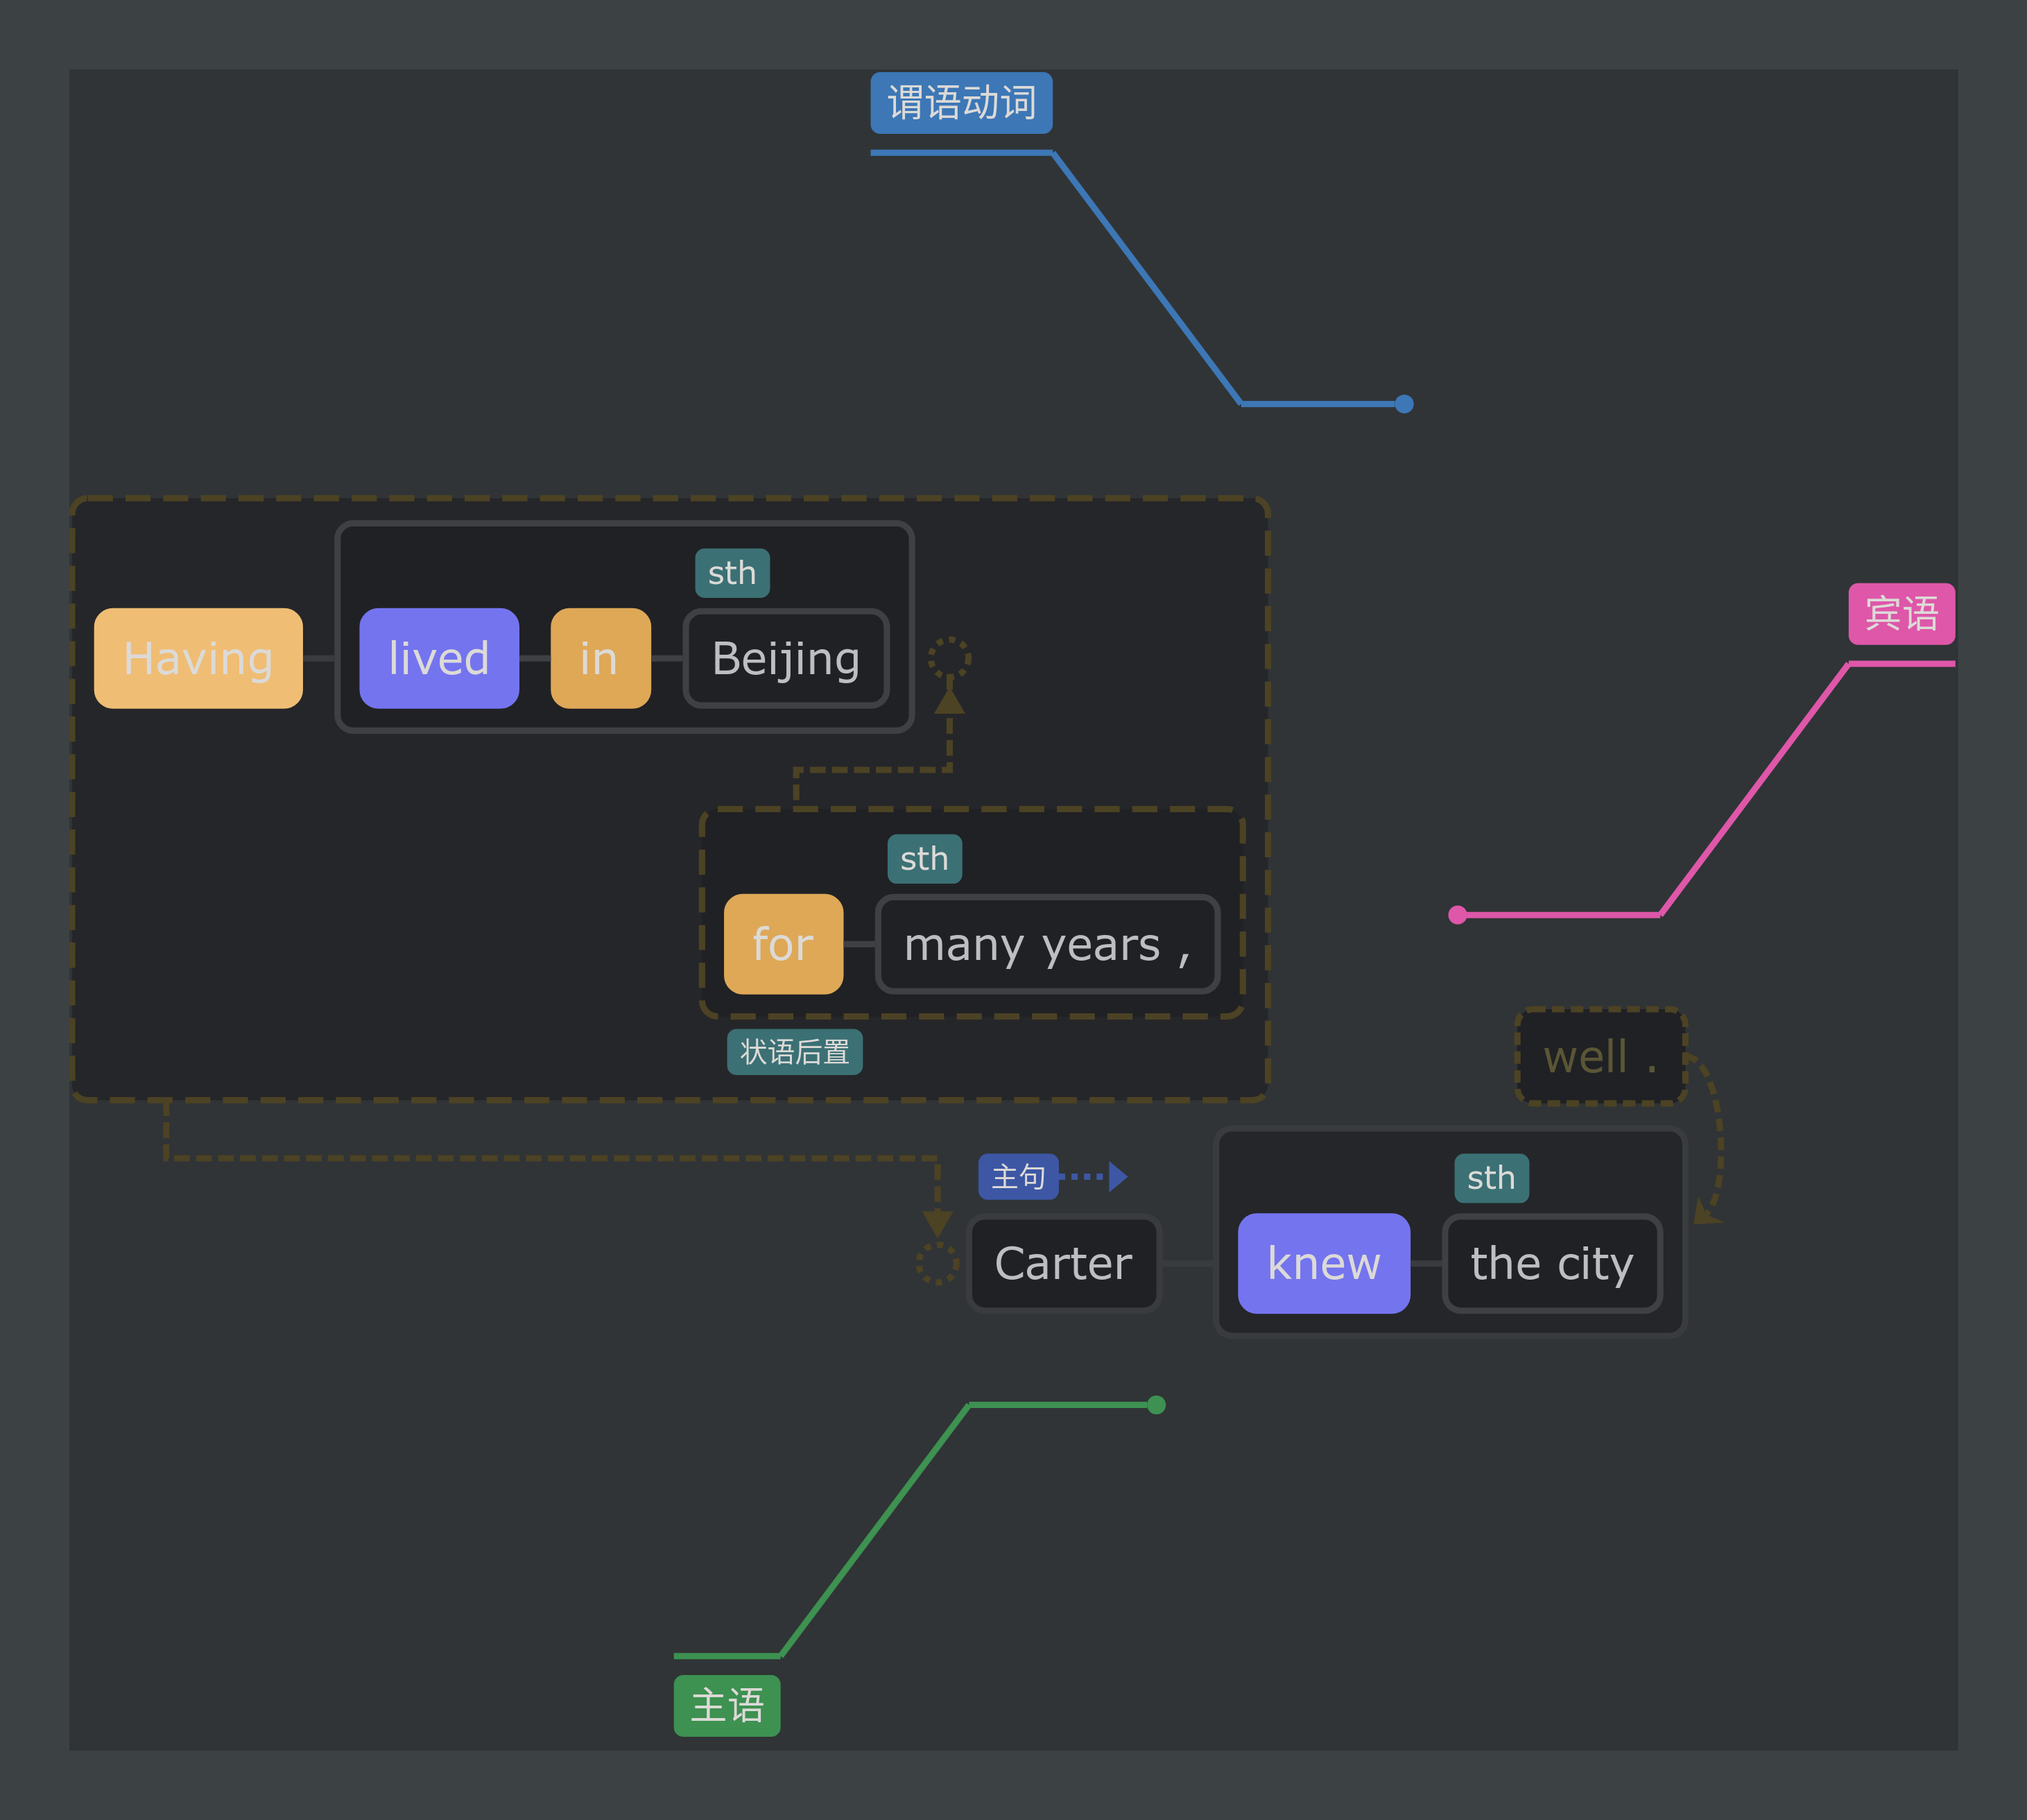 谓语动词
sth
宾语
Having lived in Beijing
sth
for many years ,
状语后置
well .
主句
sth
Carter knew the city
主语